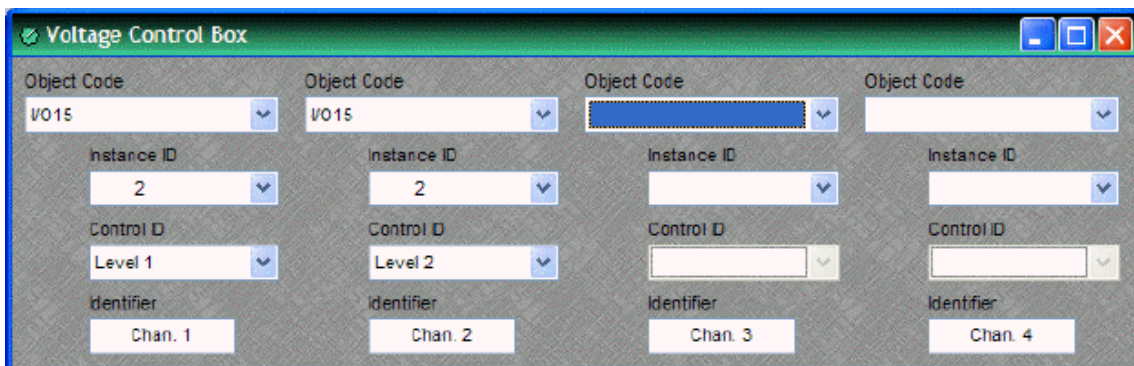 Voltage Control Box
Object Code Object Code Object Code Object Code
I/O15 I/O15
Instance ID Instance ID Instance ID Instance ID
2 2
Control ID Control ID Control ID Control ID
Level 1 Level 2
Identifier Identifier Identifier Identifier
Chan. 1 Chan. 2 Chan. 3 Chan. 4